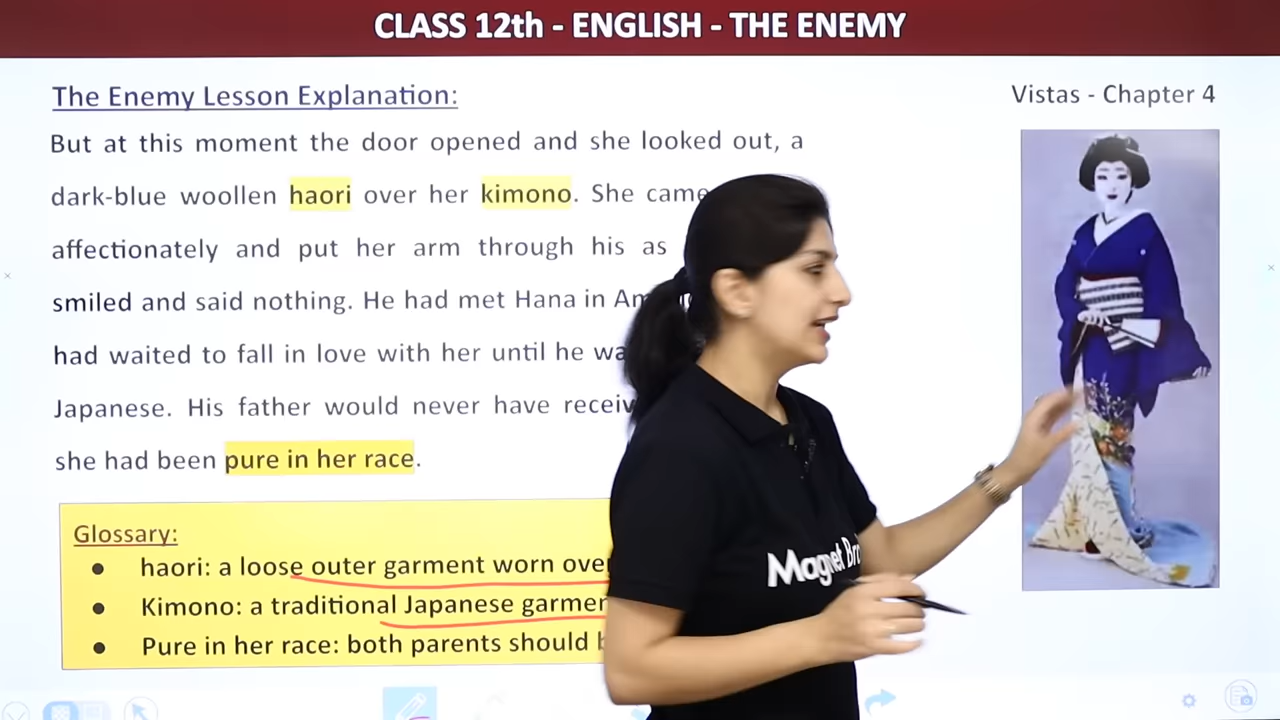 CLASS 12th - ENGLISH - THE ENEMY
The Enemy Lesson Explanation:
Vistas - Chapter 4
But at this moment the door opened and she looked out, a
dark-blue woollen haori over her kimono. She came
affectionately and put her arm through his as
smiled and said nothing. He had met Hana in
had waited to fall in love with her until he
Japanese. His father would never have
she had been pure in her race.
Glossary:
● haori: a loose outer garment worn
● Kimono: a traditional Japanese
● Pure in her race: both parents should
Magnet